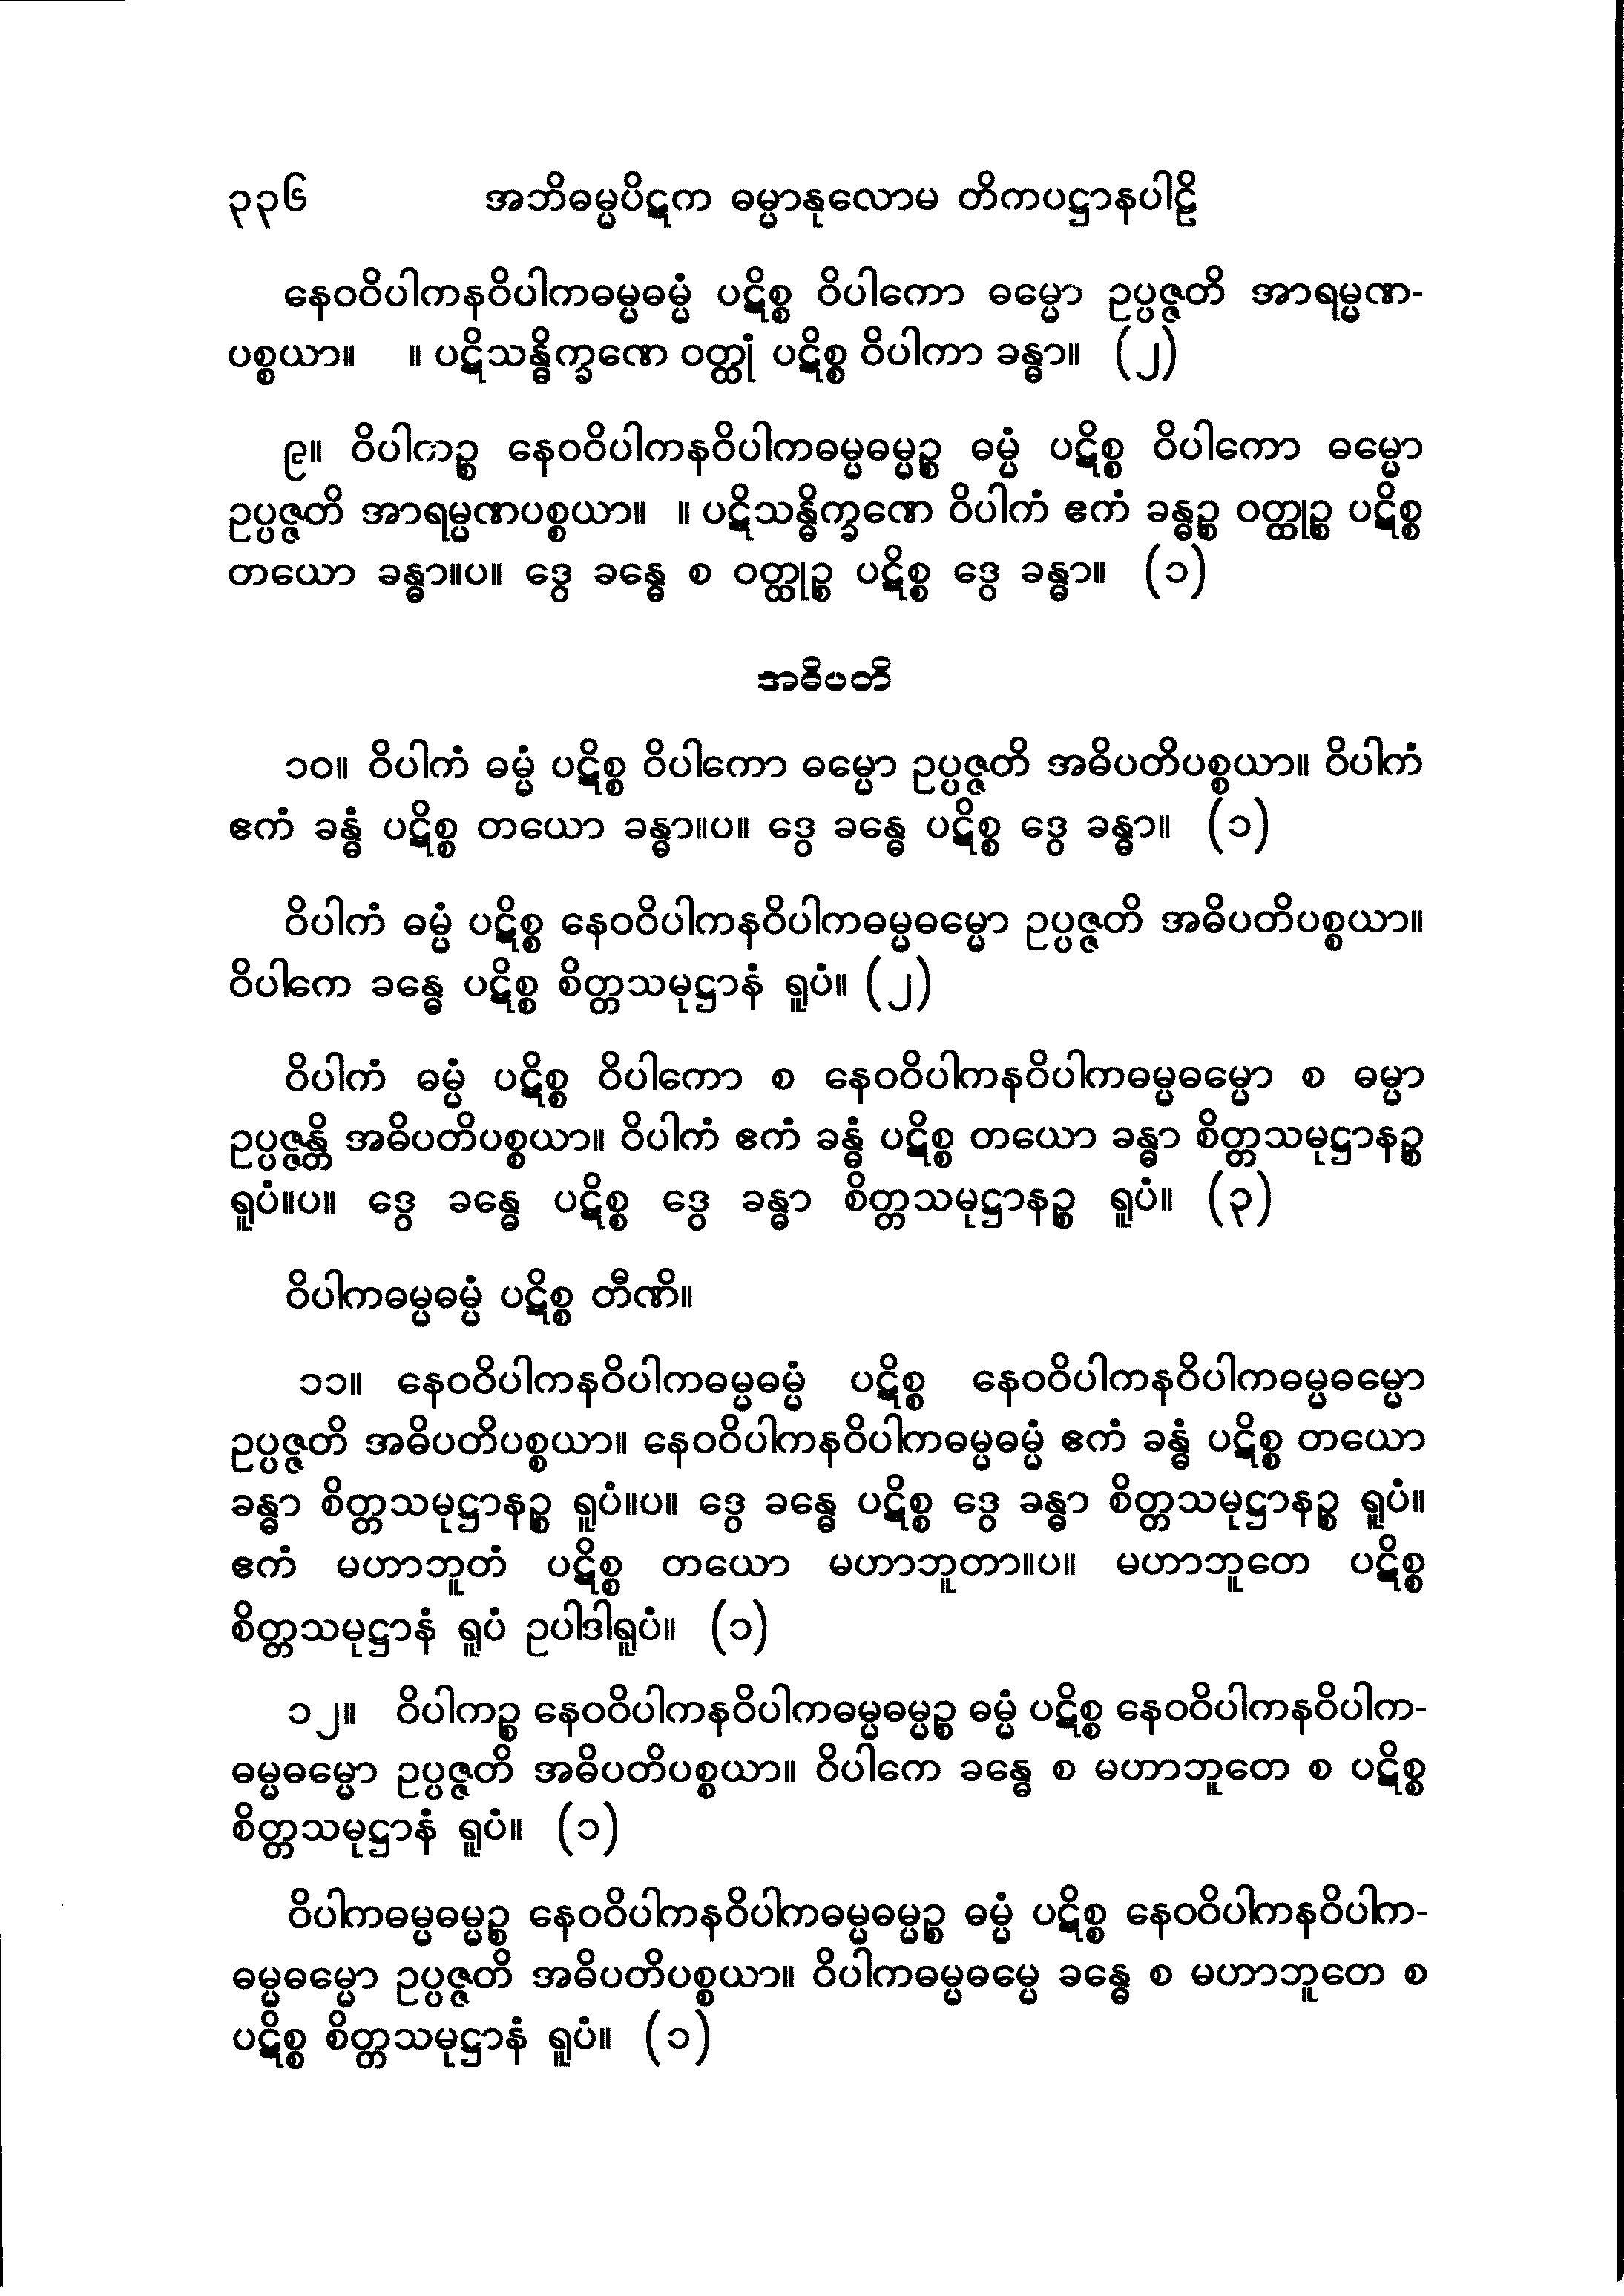 ၃၃၆ အဘိဓမ္မပိဋက ဓမ္မာနုလောမ တိကပဋ္ဌာနပါဠိ
နေဝဝိပါကနဝိပါကဓမ္မဓမ္မံ ပဋိစ္စ ဝိပါကော ဓမ္မော ဥပ္ပဇ္ဇတိ အာရမ္မဏ-
ပစ္စယာ။ ။ ပဋိသန္ဓိက္ခဏေ ဝတ္ထုံ ပဋိစ္စ ဝိပါကာ ခန္ဓာ။ (၂)
၉။ ဝိပါကဉ္စ နေဝဝိပါကနဝိပါကဓမ္မဓမ္မဉ္စ ဓမ္မံ ပဋိစ္စ ဝိပါကော ဓမ္မော
ဥပ္ပဇ္ဇတိ အာရမ္မဏပစ္စယာ။ ။ ပဋိသန္ဓိက္ခဏေ ဝိပါကံ ဧကံ ခန္ဓဉ္စ ဝတ္ထုဉ္စ ပဋိစ္စ
တယော ခန္ဓာ။ပ။ ဒွေ ခန္ဓေ စ ဝတ္ထုဉ္စ ပဋိစ္စ ဒွေ ခန္ဓာ။ (၁)
အဓိပတိ
၁၀။ ဝိပါကံ ဓမ္မံ ပဋိစ္စ ဝိပါကော ဓမ္မော ဥပ္ပဇ္ဇတိ အဓိပတိပစ္စယာ။ ဝိပါကံ
ဧကံ ခန္ဓံ ပဋိစ္စ တယော ခန္ဓာ။ပ။ ဒွေ ခန္ဓေ ပဋိစ္စ ဒွေ ခန္ဓာ။ (၁)
ဝိပါကံ ဓမ္မံ ပဋိစ္စ နေဝဝိပါကနဝိပါကဓမ္မဓမ္မော ဥပ္ပဇ္ဇတိ အဓိပတိပစ္စယာ။
ဝိပါကေ ခန္ဓေ ပဋိစ္စ စိတ္တသမုဋ္ဌာနံ ရူပံ။ (၂)
ဝိပါကံ ဓမ္မံ ပဋိစ္စ ဝိပါကော စ နေဝဝိပါကနဝိပါကဓမ္မဓမ္မော စ ဓမ္မာ
ဥပ္ပဇ္ဇန္တိ အဓိပတိပစ္စယာ။ ဝိပါကံ ဧကံ ခန္ဓံ ပဋိစ္စ တယော ခန္ဓာ စိတ္တသမုဋ္ဌာနဉ္စ
ရူပံ။ပ။ ဒွေ ခန္ဓေ ပဋိစ္စ ဒွေ ခန္ဓာ စိတ္တသမုဋ္ဌာနဉ္စ ရူပံ။ (၃)
ဝိပါကဓမ္မဓမ္မံ ပဋိစ္စ တီဏိ။
၁၁။ နေဝဝိပါကနဝိပါကဓမ္မဓမ္မံ ပဋိစ္စ နေဝဝိပါကနဝိပါကဓမ္မဓမ္မော
ဥပ္ပဇ္ဇတိ အဓိပတိပစ္စယာ။ နေဝဝိပါကနဝိပါကဓမ္မဓမ္မံ ဧကံ ခန္ဓံ ပဋိစ္စ တယော
ခန္ဓာ စိတ္တသမုဋ္ဌာနဉ္စ ရူပံ။ပ။ ဒွေ ခန္ဓေ ပဋိစ္စ ဒွေ ခန္ဓာ စိတ္တသမုဋ္ဌာနဉ္စ ရူပံ။
ဧကံ မဟာဘူတံ ပဋိစ္စ တယော မဟာဘူတာ။ပ။ မဟာဘူတေ ပဋိစ္စ
စိတ္တသမုဋ္ဌာနံ ရူပံ ဥပါဒါရူပံ။ (၁)
၁၂။ ဝိပါကဉ္စ နေဝဝိပါကနဝိပါကဓမ္မဓမ္မဉ္စ ဓမ္မံ ပဋိစ္စ နေဝဝိပါကနဝိပါက-
ဓမ္မဓမ္မော ဥပ္ပဇ္ဇတိ အဓိပတိပစ္စယာ။ ဝိပါကေ ခန္ဓေ စ မဟာဘူတေ စ ပဋိစ္စ
စိတ္တသမုဋ္ဌာနံ ရူပံ။ (၁)
ဝိပါကဓမ္မဓမ္မဉ္စ နေဝဝိပါကနဝိပါကဓမ္မဓမ္မဉ္စ ဓမ္မံ ပဋိစ္စ နေဝဝိပါကနဝိပါက-
ဓမ္မဓမ္မော ဥပ္ပဇ္ဇတိ အဓိပတိပစ္စယာ။ ဝိပါကဓမ္မဓမ္မေ ခန္ဓေ စ မဟာဘူတေ စ
ပဋိစ္စ စိတ္တသမုဋ္ဌာနံ ရူပံ။ (၁)